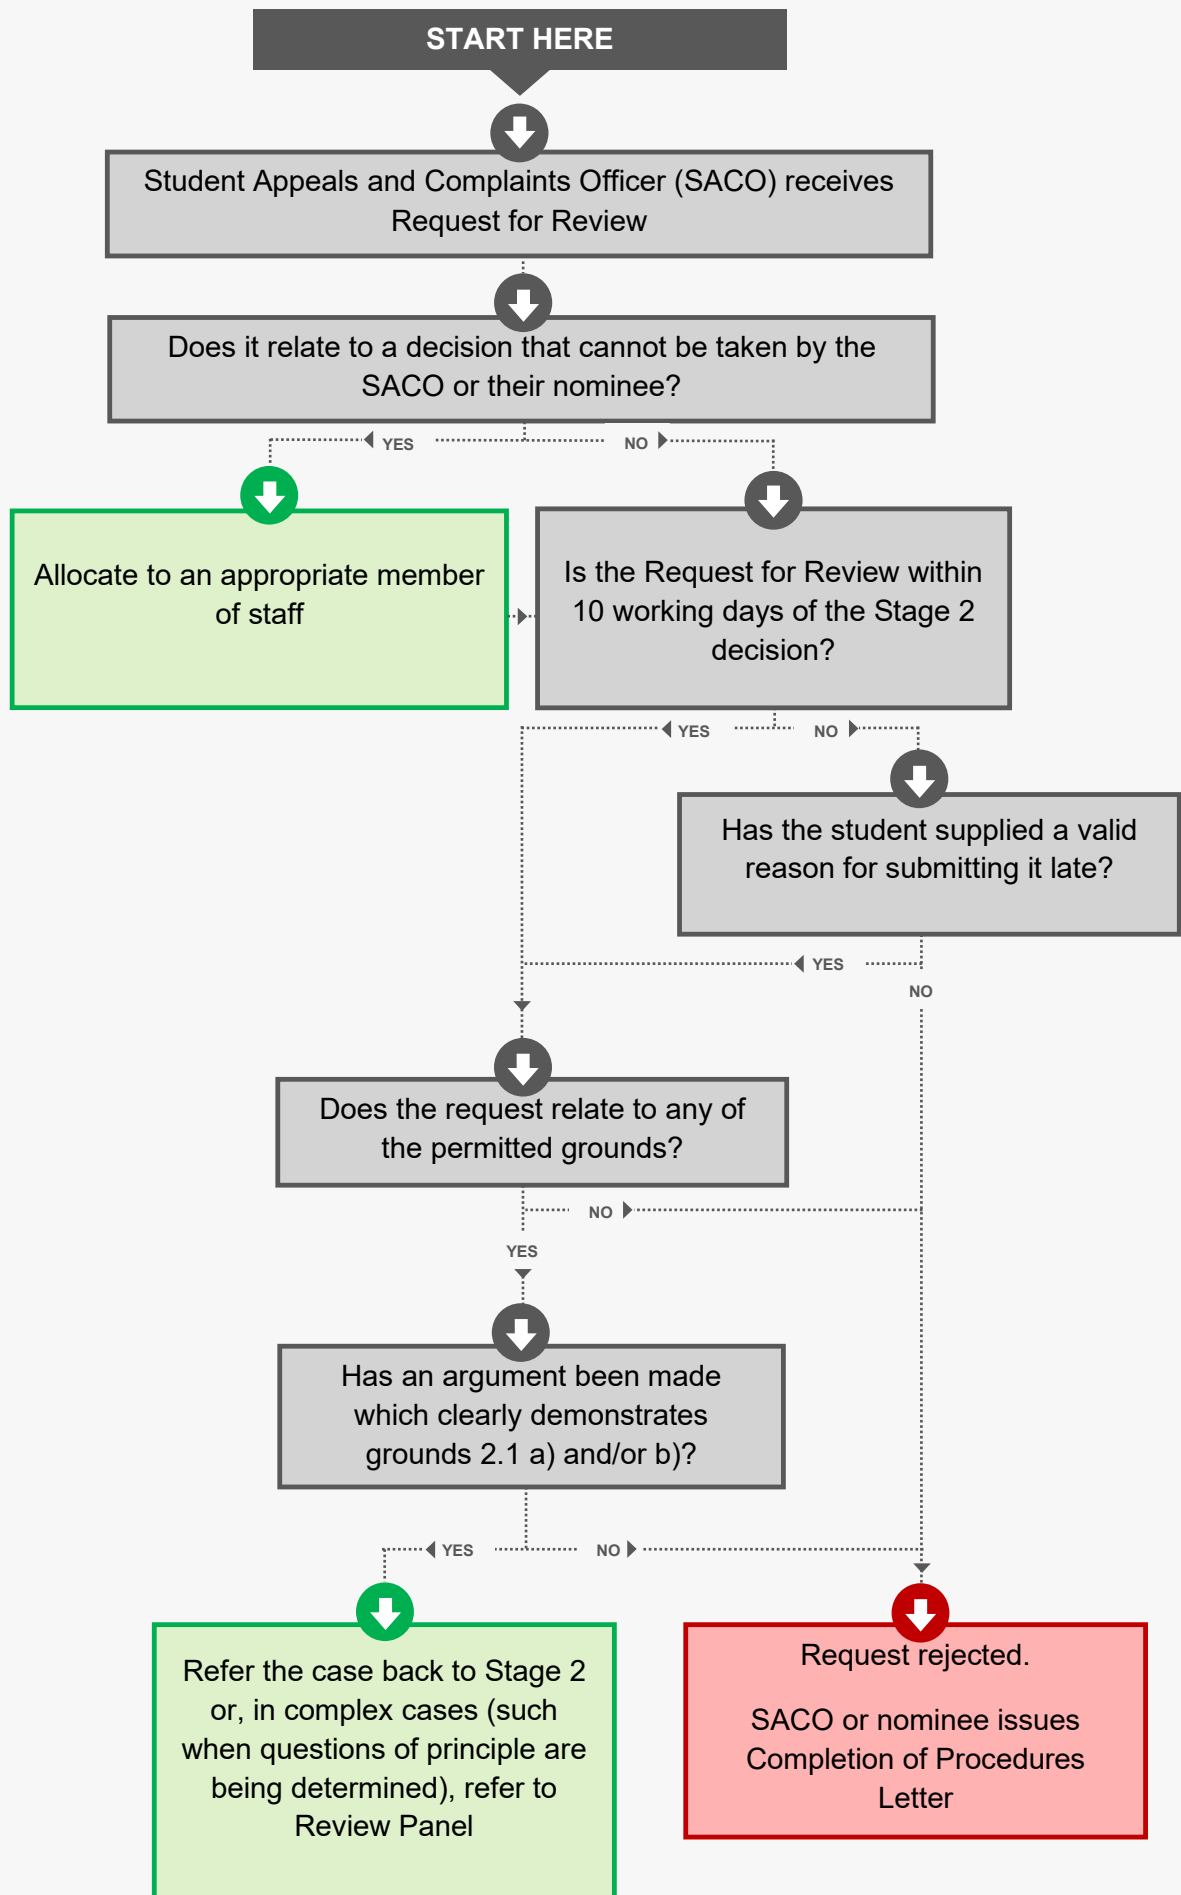 START HERE
Student Appeals and Complaints Officer (SACO) receives
Request for Review
Does it relate to a decision that cannot be taken by the
SACO or their nominee?
YES
NO
Allocate to an appropriate member
of staff
Is the Request for Review within
10 working days of the Stage 2
decision?
YES
NO
Has the student supplied a valid
reason for submitting it late?
YES
NO
Does the request relate to any of
the permitted grounds?
NO
YES
Has an argument been made
which clearly demonstrates
grounds 2.1 a) and/or b)?
YES
NO
Refer the case back to Stage 2
or, in complex cases (such
when questions of principle are
being determined), refer to
Review Panel
Request rejected.
SACO or nominee issues
Completion of Procedures
Letter